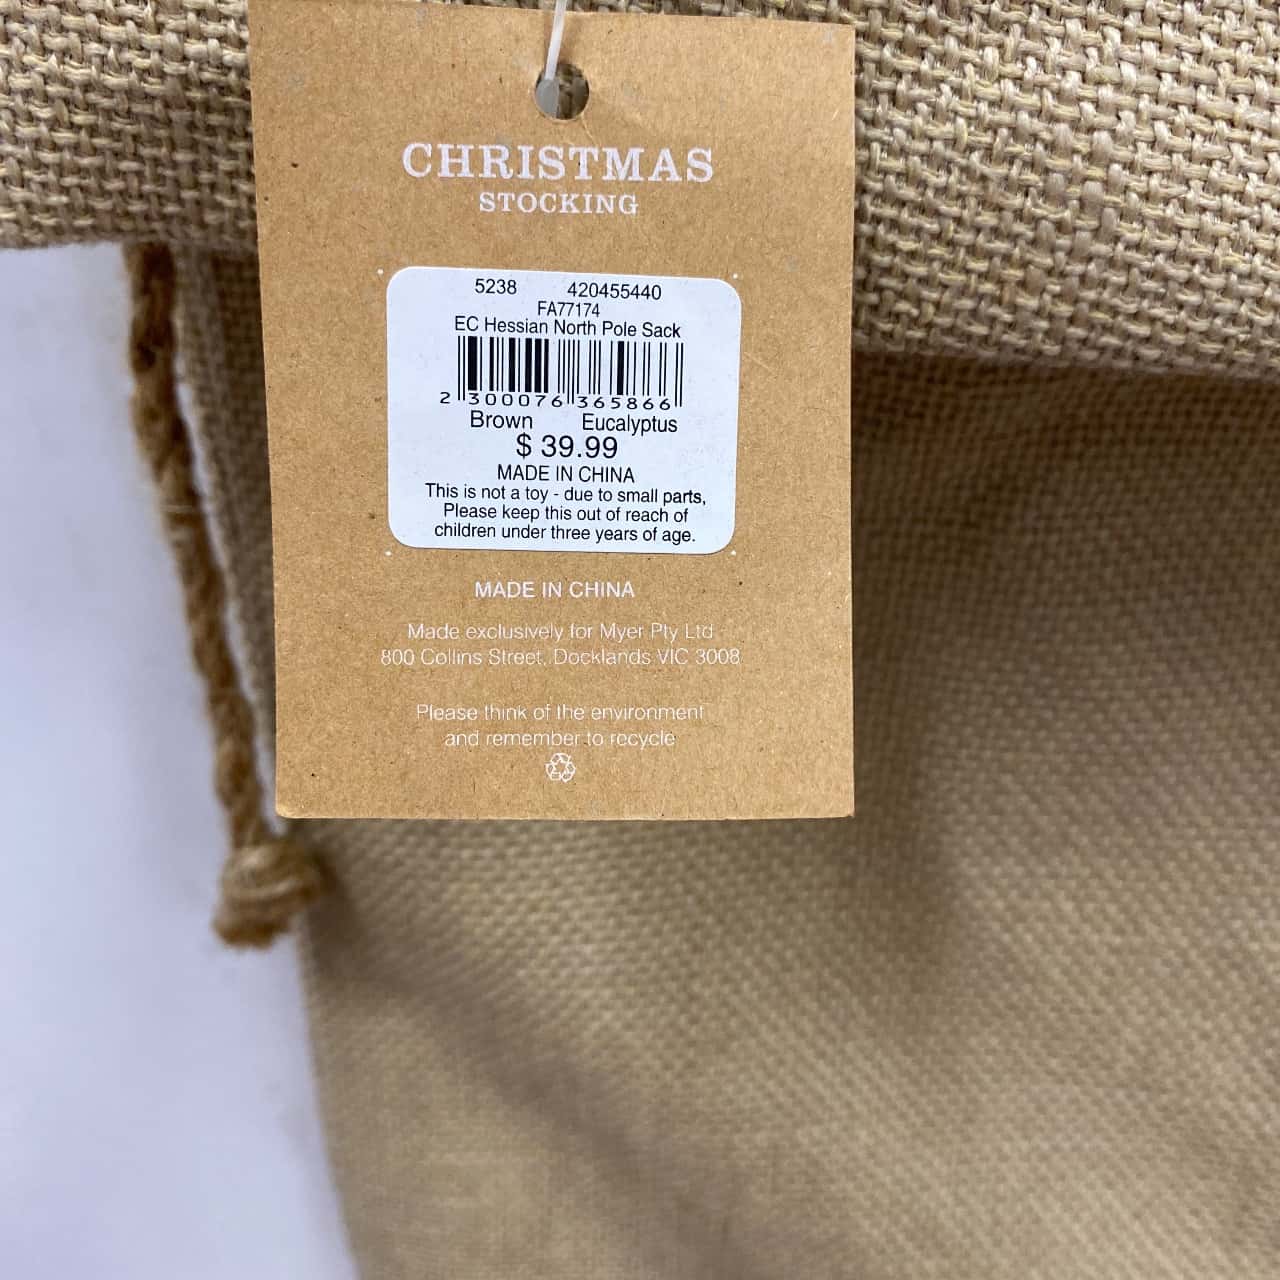 CHRISTMAS
STOCKING
5238 420455440
FA77174
EC Hessian North Pole Sack
2 300076 365866
Brown Eucalyptus
$ 39.99
MADE IN CHINA
This is not a toy - due to small parts,
Please keep this out of reach of
children under three years of age.
MADE IN CHINA
Made exclusively for Myer Pty Ltd
800 Collins Street, Docklands VIC 3008
Please think of the environment
and remember to recycle